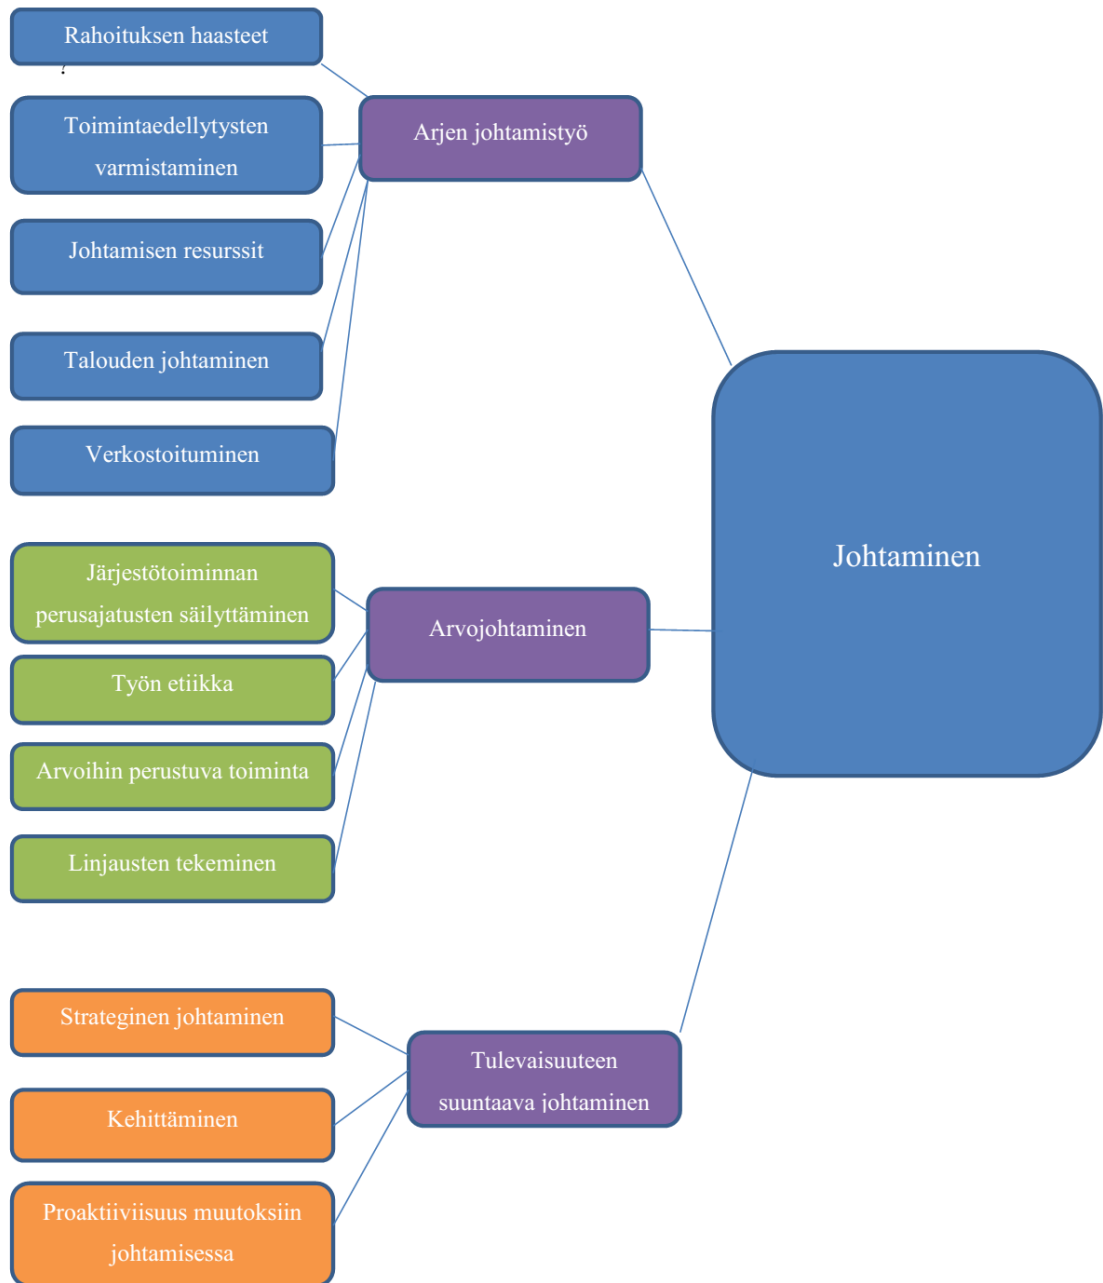 Rahoituksen haasteet
?
Toimintaedellytysten
varmistaminen
Johtamisen resurssit
Talouden johtaminen
Verkostoituminen
Arjen johtamistyö
Järjestötoiminnan
perusajatusten säilyttäminen
Työn etiikka
Arvoihin perustuva toiminta
Linjausten tekeminen
Arvojohtaminen
Strateginen johtaminen
Kehittäminen
Proaktiiviisuus muutoksiin
johtamisessa
Tulevaisuuteen
suuntaava johtaminen
Johtaminen